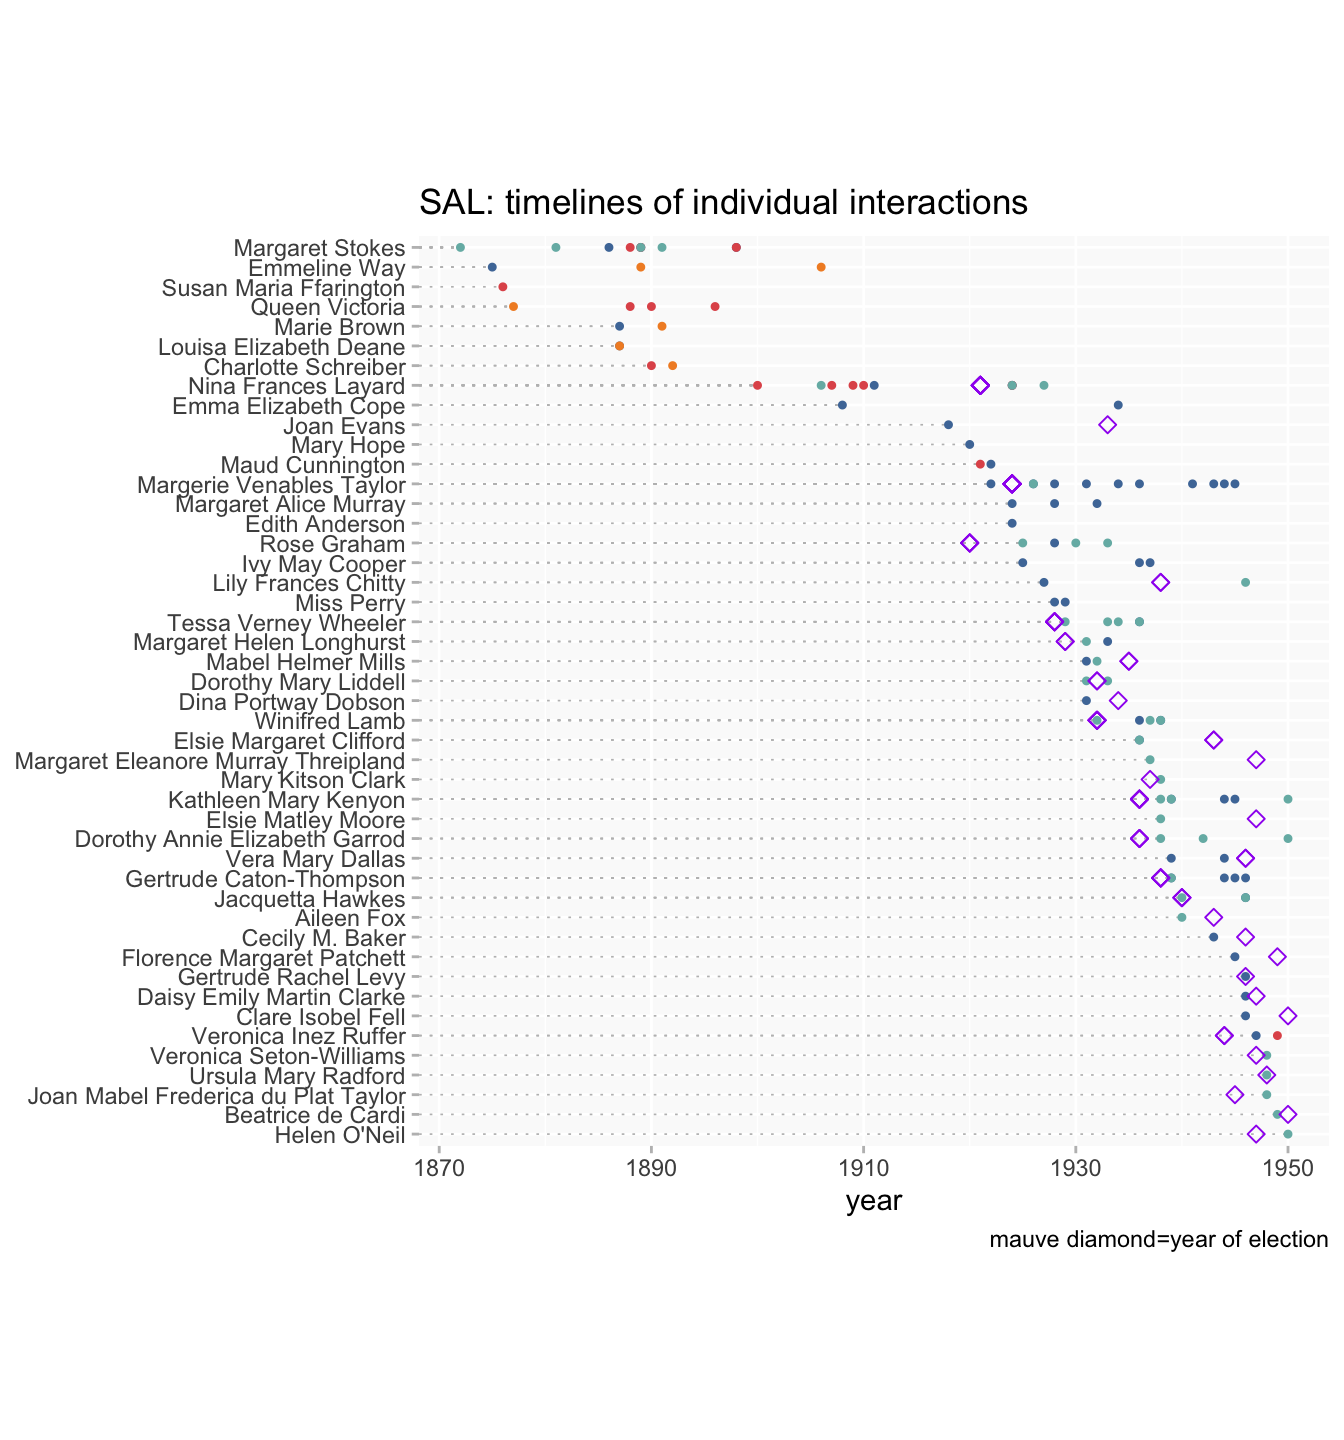 SAL: timelines of individual interactions
Margaret Stokes
Emmeline Way
Susan Maria Ffarington
Queen Victoria
Marie Brown
Louisa Elizabeth Deane
Charlotte Schreiber
Nina Frances Layard
Emma Elizabeth Cope
Joan Evans
Mary Hope
Maud Cunnington
Margerie Venables Taylor
Margaret Alice Murray
Edith Anderson
Rose Graham
Ivy May Cooper
Lily Frances Chitty
Miss Perry
Tessa Verney Wheeler
Margaret Helen Longhurst
Mabel Helmer Mills
Dorothy Mary Liddell
Dina Portway Dobson
Winifred Lamb
Elsie Margaret Clifford
Margaret Eleanore Murray Threipland
Mary Kitson Clark
Kathleen Mary Kenyon
Elsie Matley Moore
Dorothy Annie Elizabeth Garrod
Vera Mary Dallas
Gertrude Caton-Thompson
Jacquetta Hawkes
Aileen Fox
Cecily M. Baker
Florence Margaret Patchett
Gertrude Rachel Levy
Daisy Emily Martin Clarke
Clare Isobel Fell
Veronica Inez Ruffer
Veronica Seton-Williams
Ursula Mary Radford
Joan Mabel Frederica du Plat Taylor
Beatrice de Cardi
Helen O'Neil
1870 1890 1910 1930 1950
year
mauve diamond=year of election